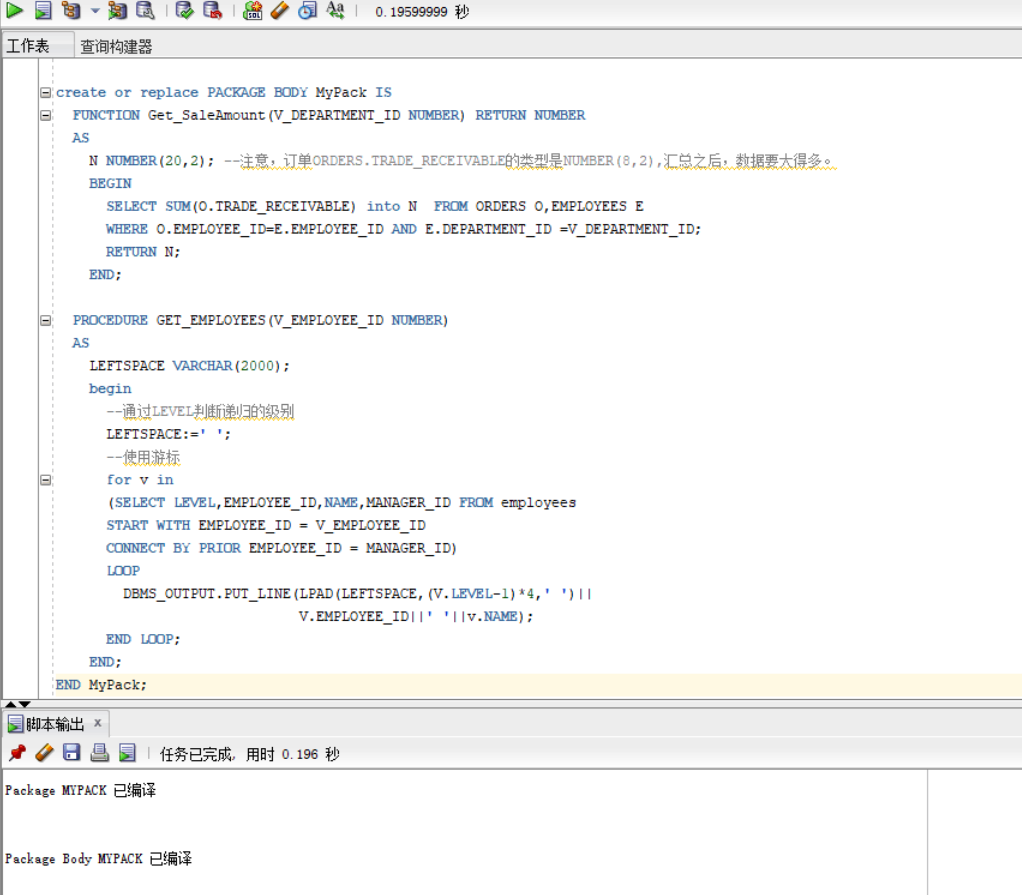 0.19599999 秒
工作表 查询构建器
create or replace PACKAGE BODY MyPack IS
FUNCTION Get_SaleAmount(V_DEPARTMENT_ID NUMBER) RETURN NUMBER
AS
N NUMBER(20,2); --注意，订单ORDERS.TRADE_RECEIVABLE的类型是NUMBER(8,2),汇总之后，数据要大得多。
BEGIN
SELECT SUM(O.TRADE_RECEIVABLE) into N  FROM ORDERS O,EMPLOYEES E
WHERE O.EMPLOYEE_ID=E.EMPLOYEE_ID AND E.DEPARTMENT_ID =V_DEPARTMENT_ID;
RETURN N;
END;
PROCEDURE GET_EMPLOYEES(V_EMPLOYEE_ID NUMBER)
AS
LEFTSPACE VARCHAR(2000);
begin
--通过LEVEL判断递归的级别
LEFTSPACE:=' ';
--使用游标
for v in
(SELECT LEVEL,EMPLOYEE_ID,NAME,MANAGER_ID FROM employees
START WITH EMPLOYEE_ID = V_EMPLOYEE_ID
CONNECT BY PRIOR EMPLOYEE_ID = MANAGER_ID)
LOOP
DBMS_OUTPUT.PUT_LINE(LPAD(LEFTSPACE,(V.LEVEL-1)*4,' ')||
V.EMPLOYEE_ID||' '||v.NAME);
END LOOP;
END;
END MyPack;
脚本输出 x
任务已完成, 用时 0.196 秒
Package MYPACK 已编译
Package Body MYPACK 已编译